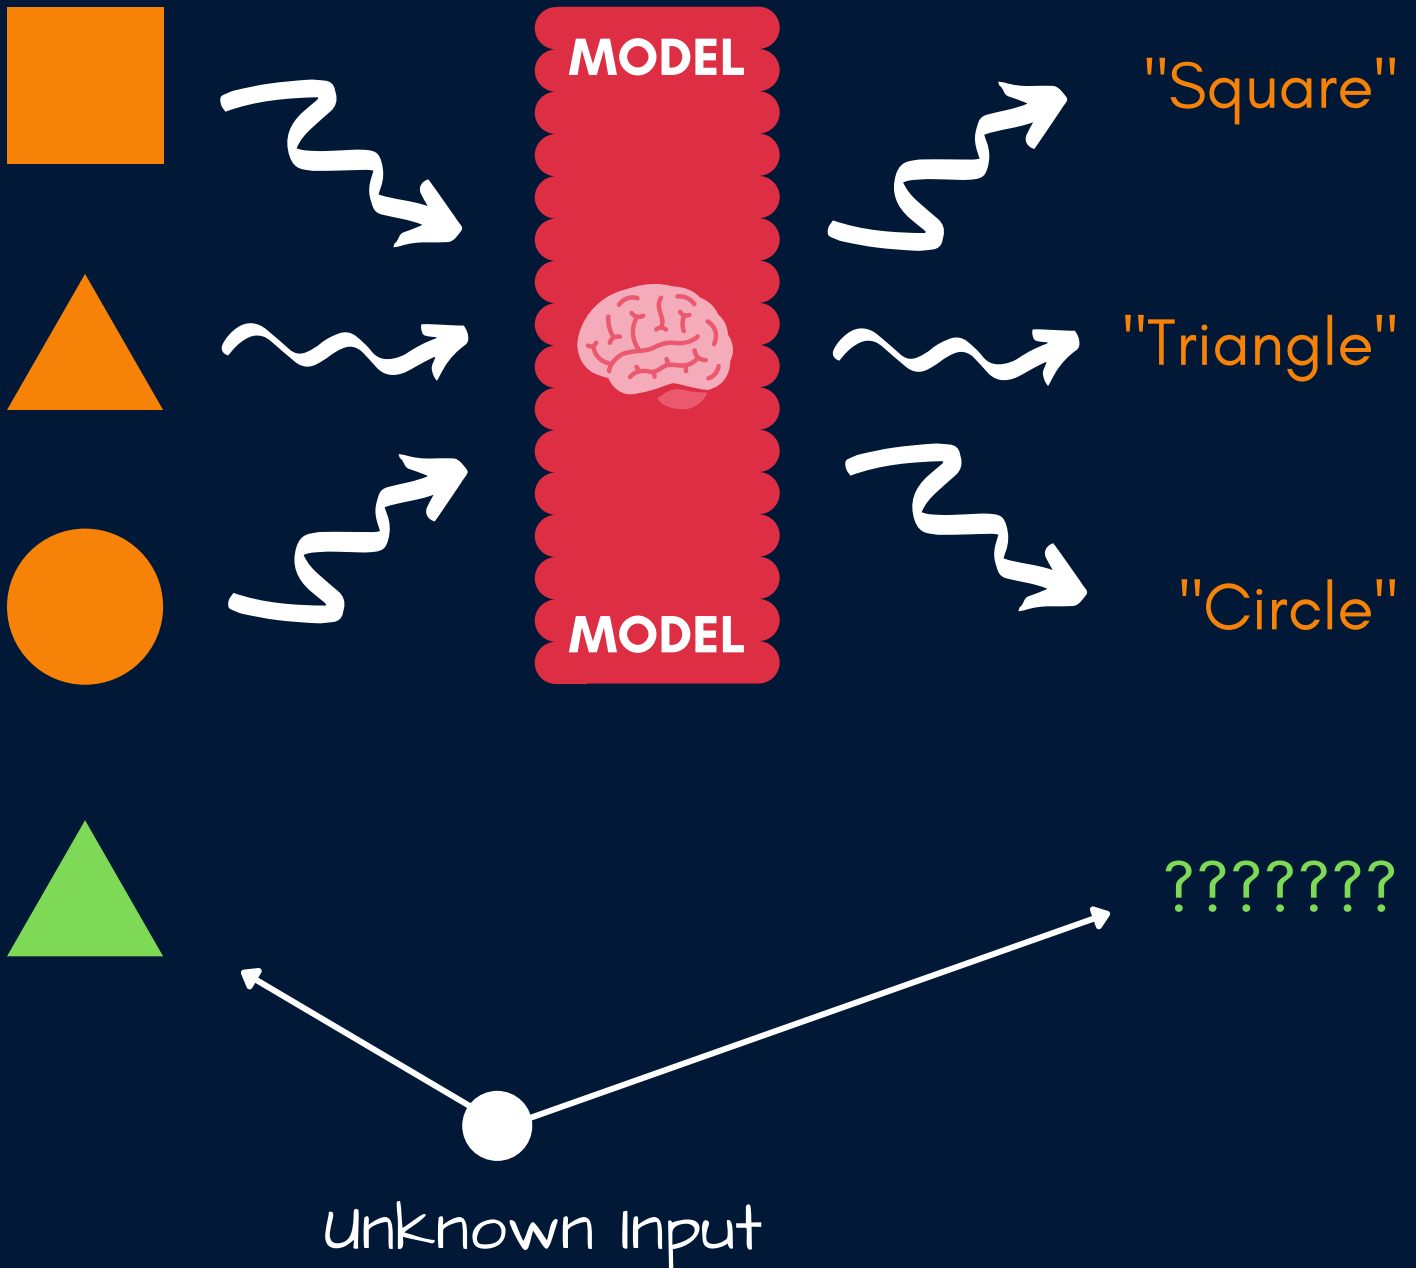 MODEL
"Square"
"Triangle"
"Circle"
MODEL
???????
Unknown Input